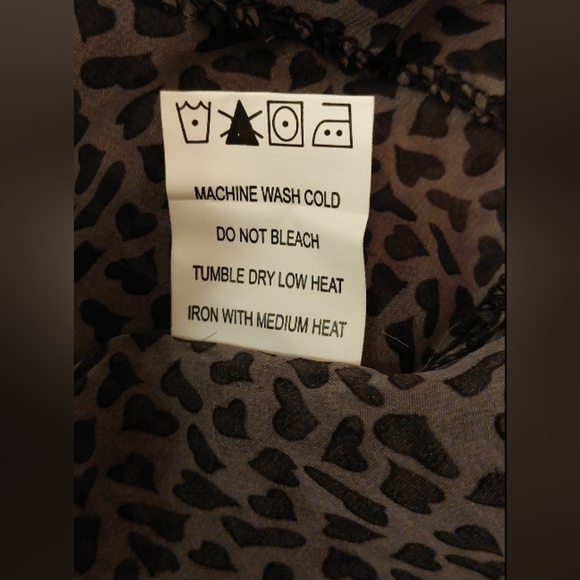 MACHINE WASH COLD
DO NOT BLEACH
TUMBLE DRY LOW HEAT
IRON WITH MEDIUM HEAT